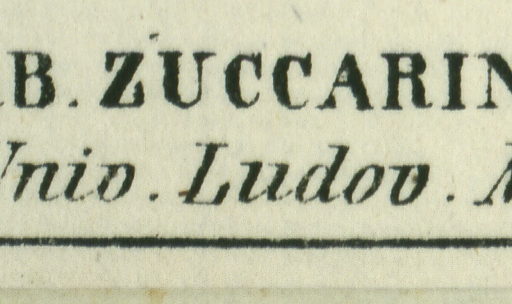 B. ZUCCARIN
Univ. Ludov.